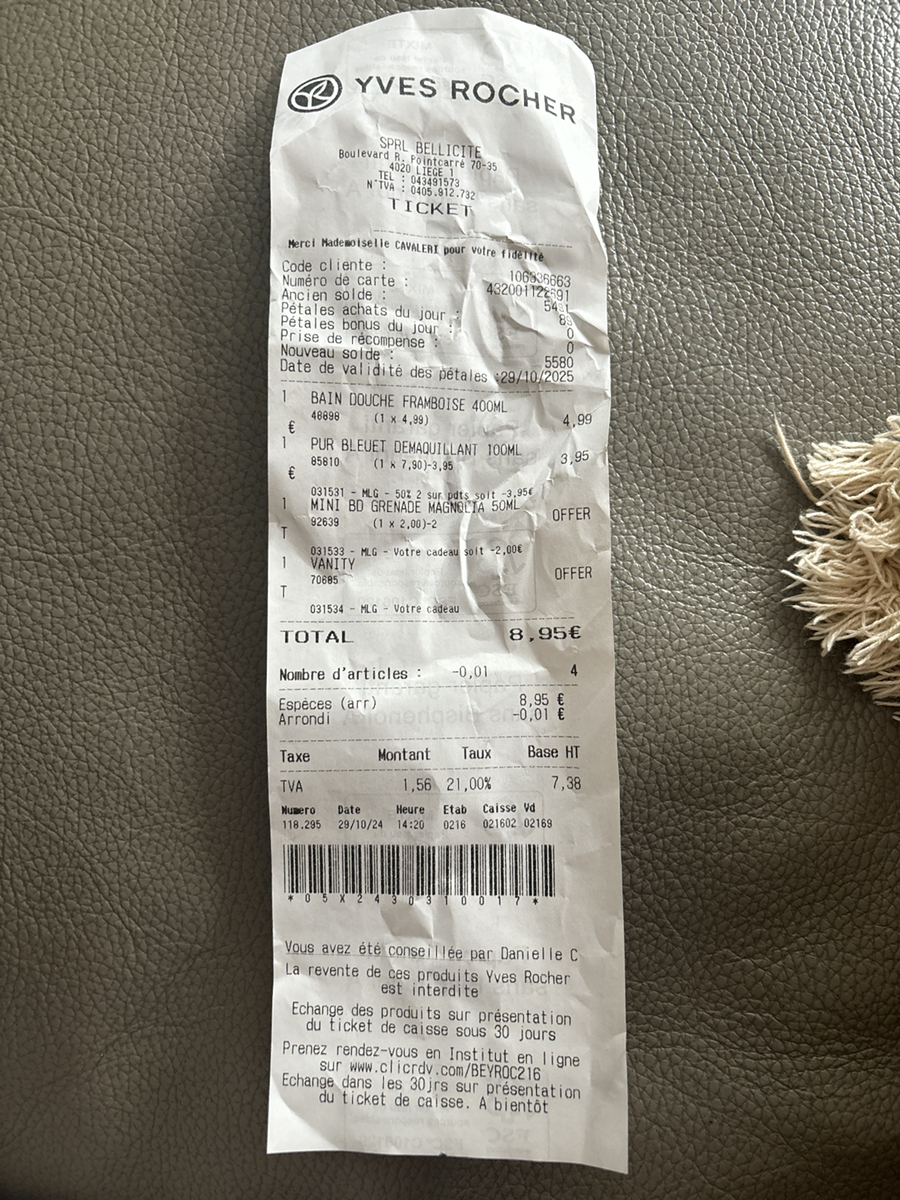 YVES ROCHER
SPRL BELLICITE
Boulevard R. Pointcarré 70-35
4020 LIEGE 1
TEL : 043491573
N°TVA : 0405.912.732
TICKET
Merci Mademoiselle CAVALERI pour votre fidélité
Code cliente : 106936663
Numéro de carte :
Ancien solde :
Pétales achats du jour :
Pétales bonus du jour : 0
Prise de récompense : 0
Nouveau solde : 5580
Date de validité des pétales :29/10/2025
1 BAIN DOUCHE FRAMBOISE 400ML
48898 (1 x 4,99) 4,99
€
1 PUR BLEUET DEMAQUILLANT 100ML
85810 (1 x 7,90)-3,95 3,95
€
031531 - MLG - 50% 2 sur pdts soit -3,95€
1 MINI BD GRENADE MAGNOLIA 50ML OFFER
92639 (1 x 2,00)-2
T
031533 - MLG - Votre cadeau soit -2,00€
1 VANITY OFFER
70685
T
031534 - MLG - Votre cadeau
TOTAL 8,95€
Nombre d'articles : -0,01 4
Espèces (arr) 8,95 €
Arrondi -0,01 €
Taxe Montant Taux Base HT
TVA 1,56 21,00% 7,38
Numero Date Heure Etab Caisse Vd
118.295 29/10/24 14:20 0216 021602 02169
*05X2430310017*
Vous avez été conseillée par Danielle C
La revente de ces produits Yves Rocher
est interdite
Echange des produits sur présentation
du ticket de caisse sous 30 jours
Prenez rendez-vous en Institut en ligne
sur www.clicrdv.com/BEYROC216
Echange dans les 30jrs sur présentation
du ticket de caisse. A bientôt